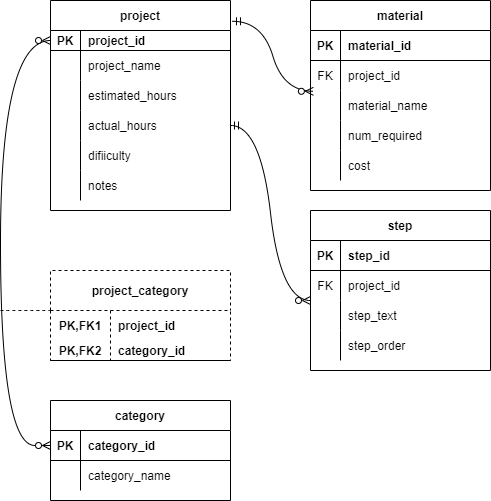 project
PK project_id
project_name
estimated_hours
actual_hours
difiiculty
notes
material
PK material_id
FK project_id
material_name
num_required
cost
step
PK step_id
FK project_id
step_text
step_order
project_category
PK,FK1 project_id
PK,FK2 category_id
category
PK category_id
category_name